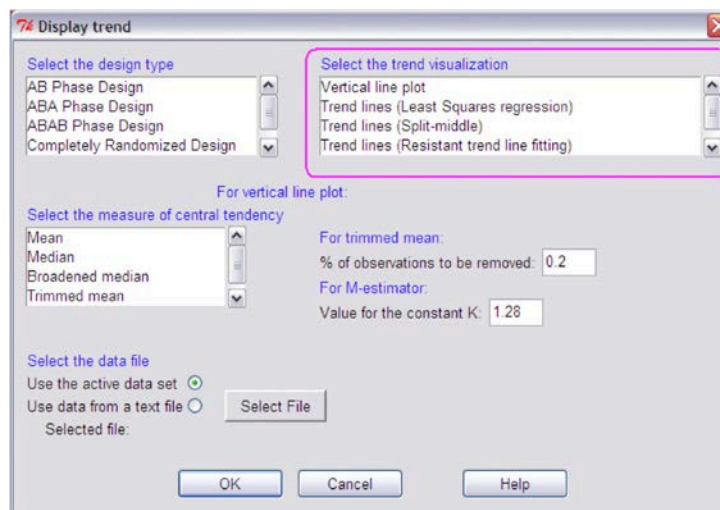 Display trend
Select the design type
AB Phase Design
ABA Phase Design
ABAB Phase Design
Completely Randomized Design
Select the trend visualization
Vertical line plot
Trend lines (Least Squares regression)
Trend lines (Split-middle)
Trend lines (Resistant trend line fitting)
For vertical line plot:
Select the measure of central tendency
Mean
Median
Broadened median
Trimmed mean
For trimmed mean:
% of observations to be removed: 0.2
For M-estimator:
Value for the constant K: 1.28
Select the data file
Use the active data set
Use data from a text file
Select File
Selected file:
OK
Cancel
Help